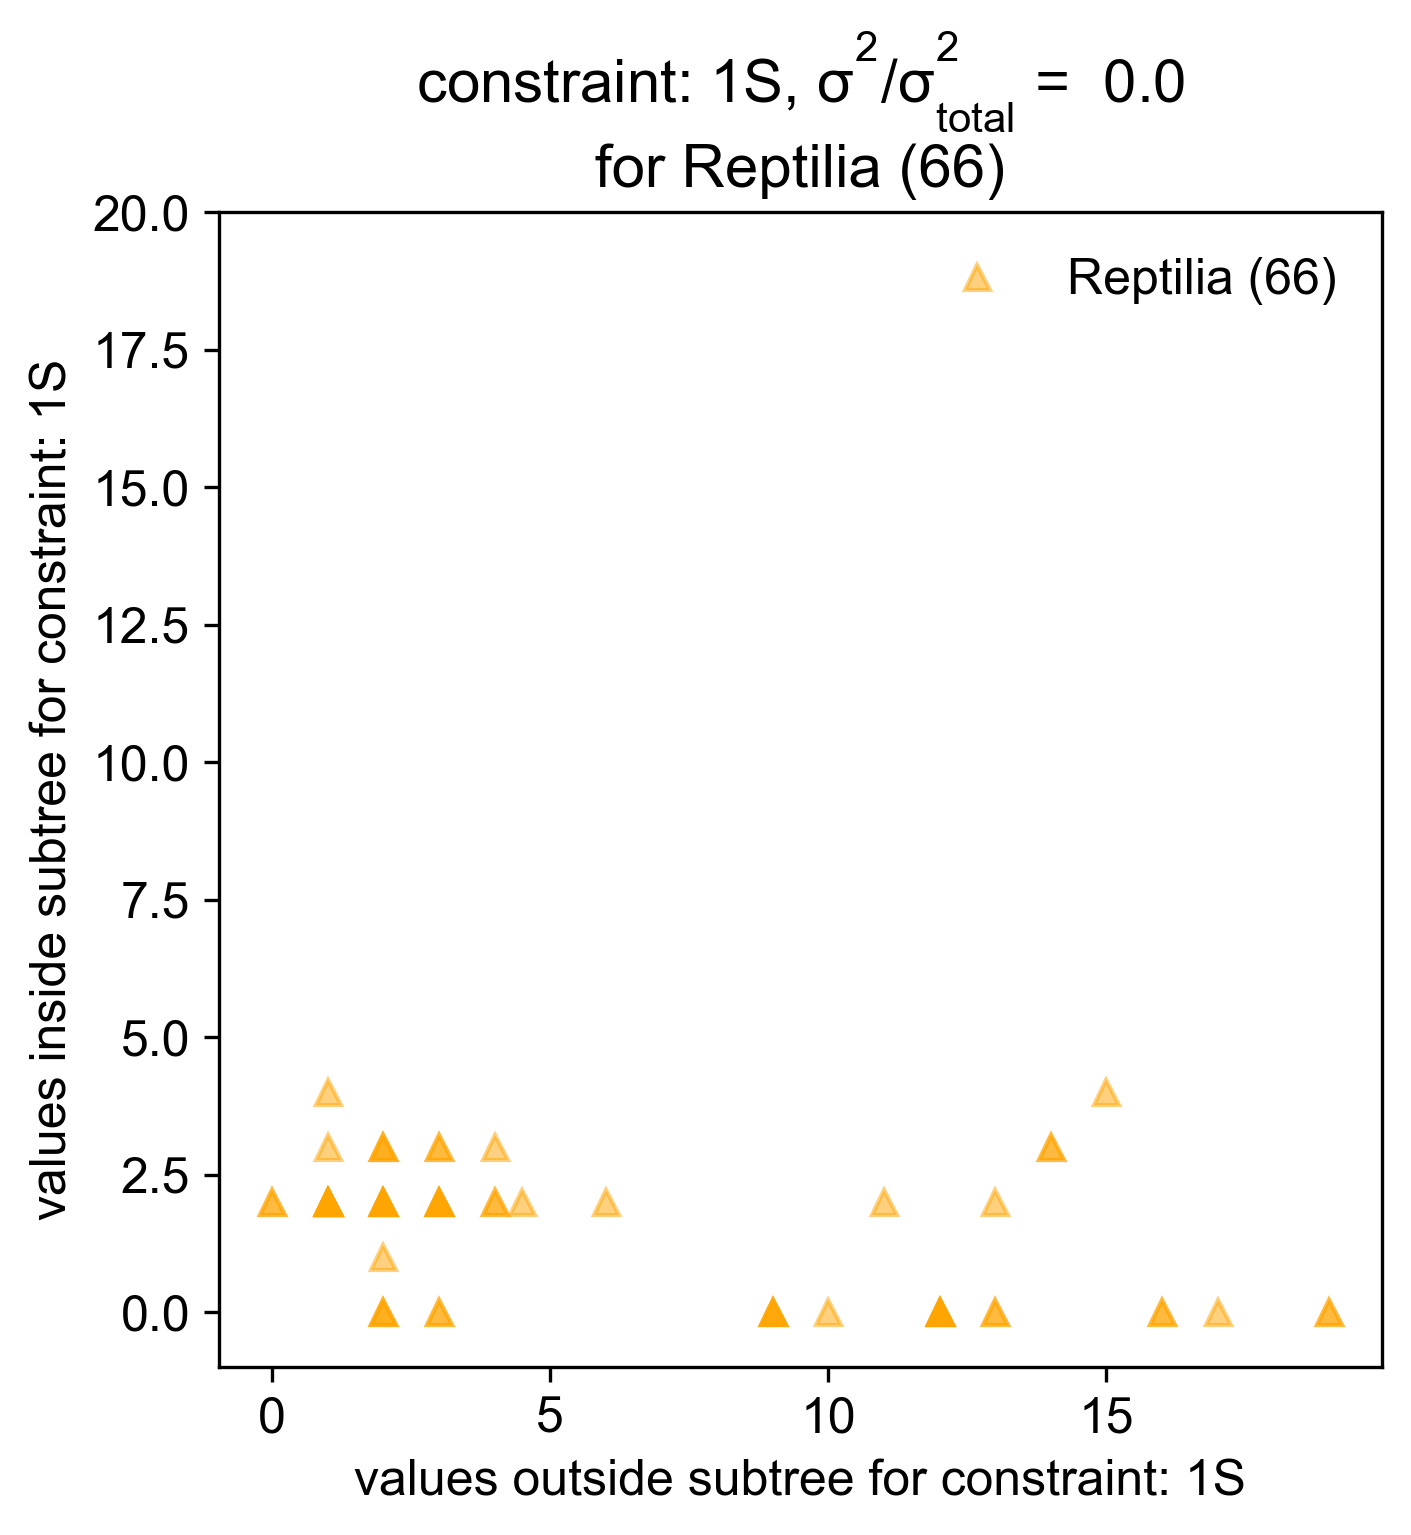 constraint: 1S, σ²/σ²total = 0.0
for Reptilia (66)
20.0
17.5
15.0
12.5
10.0
7.5
5.0
2.5
0.0
values inside subtree for constraint: 1S
Reptilia (66)
0 5 10 15
values outside subtree for constraint: 1S